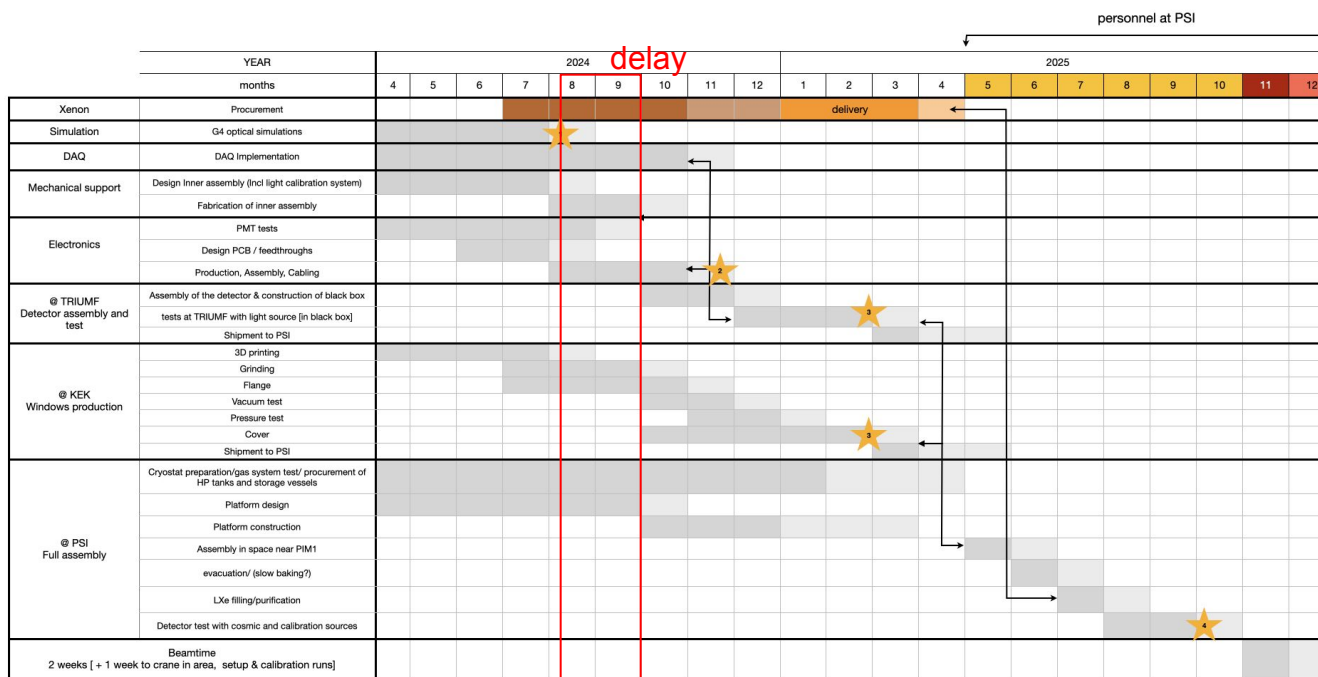 personnel at PSI
delay
YEAR 2024 2025
months 4 5 6 7 8 9 10 11 12 1 2 3 4 5 6 7 8 9 10 11 12
Xenon Procurement delivery
Simulation G4 optical simulations
DAQ DAQ Implementation
Mechanical support
Design Inner assembly (Incl light calibration system)
Fabrication of inner assembly
Electronics
PMT tests
Design PCB / feedthroughs
Production, Assembly, Cabling 2
@ TRIUMF
Detector assembly and
test
Assembly of the detector & construction of black box
tests at TRIUMF with light source [in black box] 3
Shipment to PSI
@ KEK
Windows production
3D printing
Grinding
Flange
Vacuum test
Pressure test
Cover 3
Shipment to PSI
@ PSI
Full assembly
Cryostat preparation/gas system test/ procurement of
HP tanks and storage vessels
Platform design
Platform construction
Assembly in space near PIM1
evacuation/ (slow baking?)
LXe filling/purification
Detector test with cosmic and calibration sources 4
Beamtime
2 weeks [ + 1 week to crane in area, setup & calibration runs]